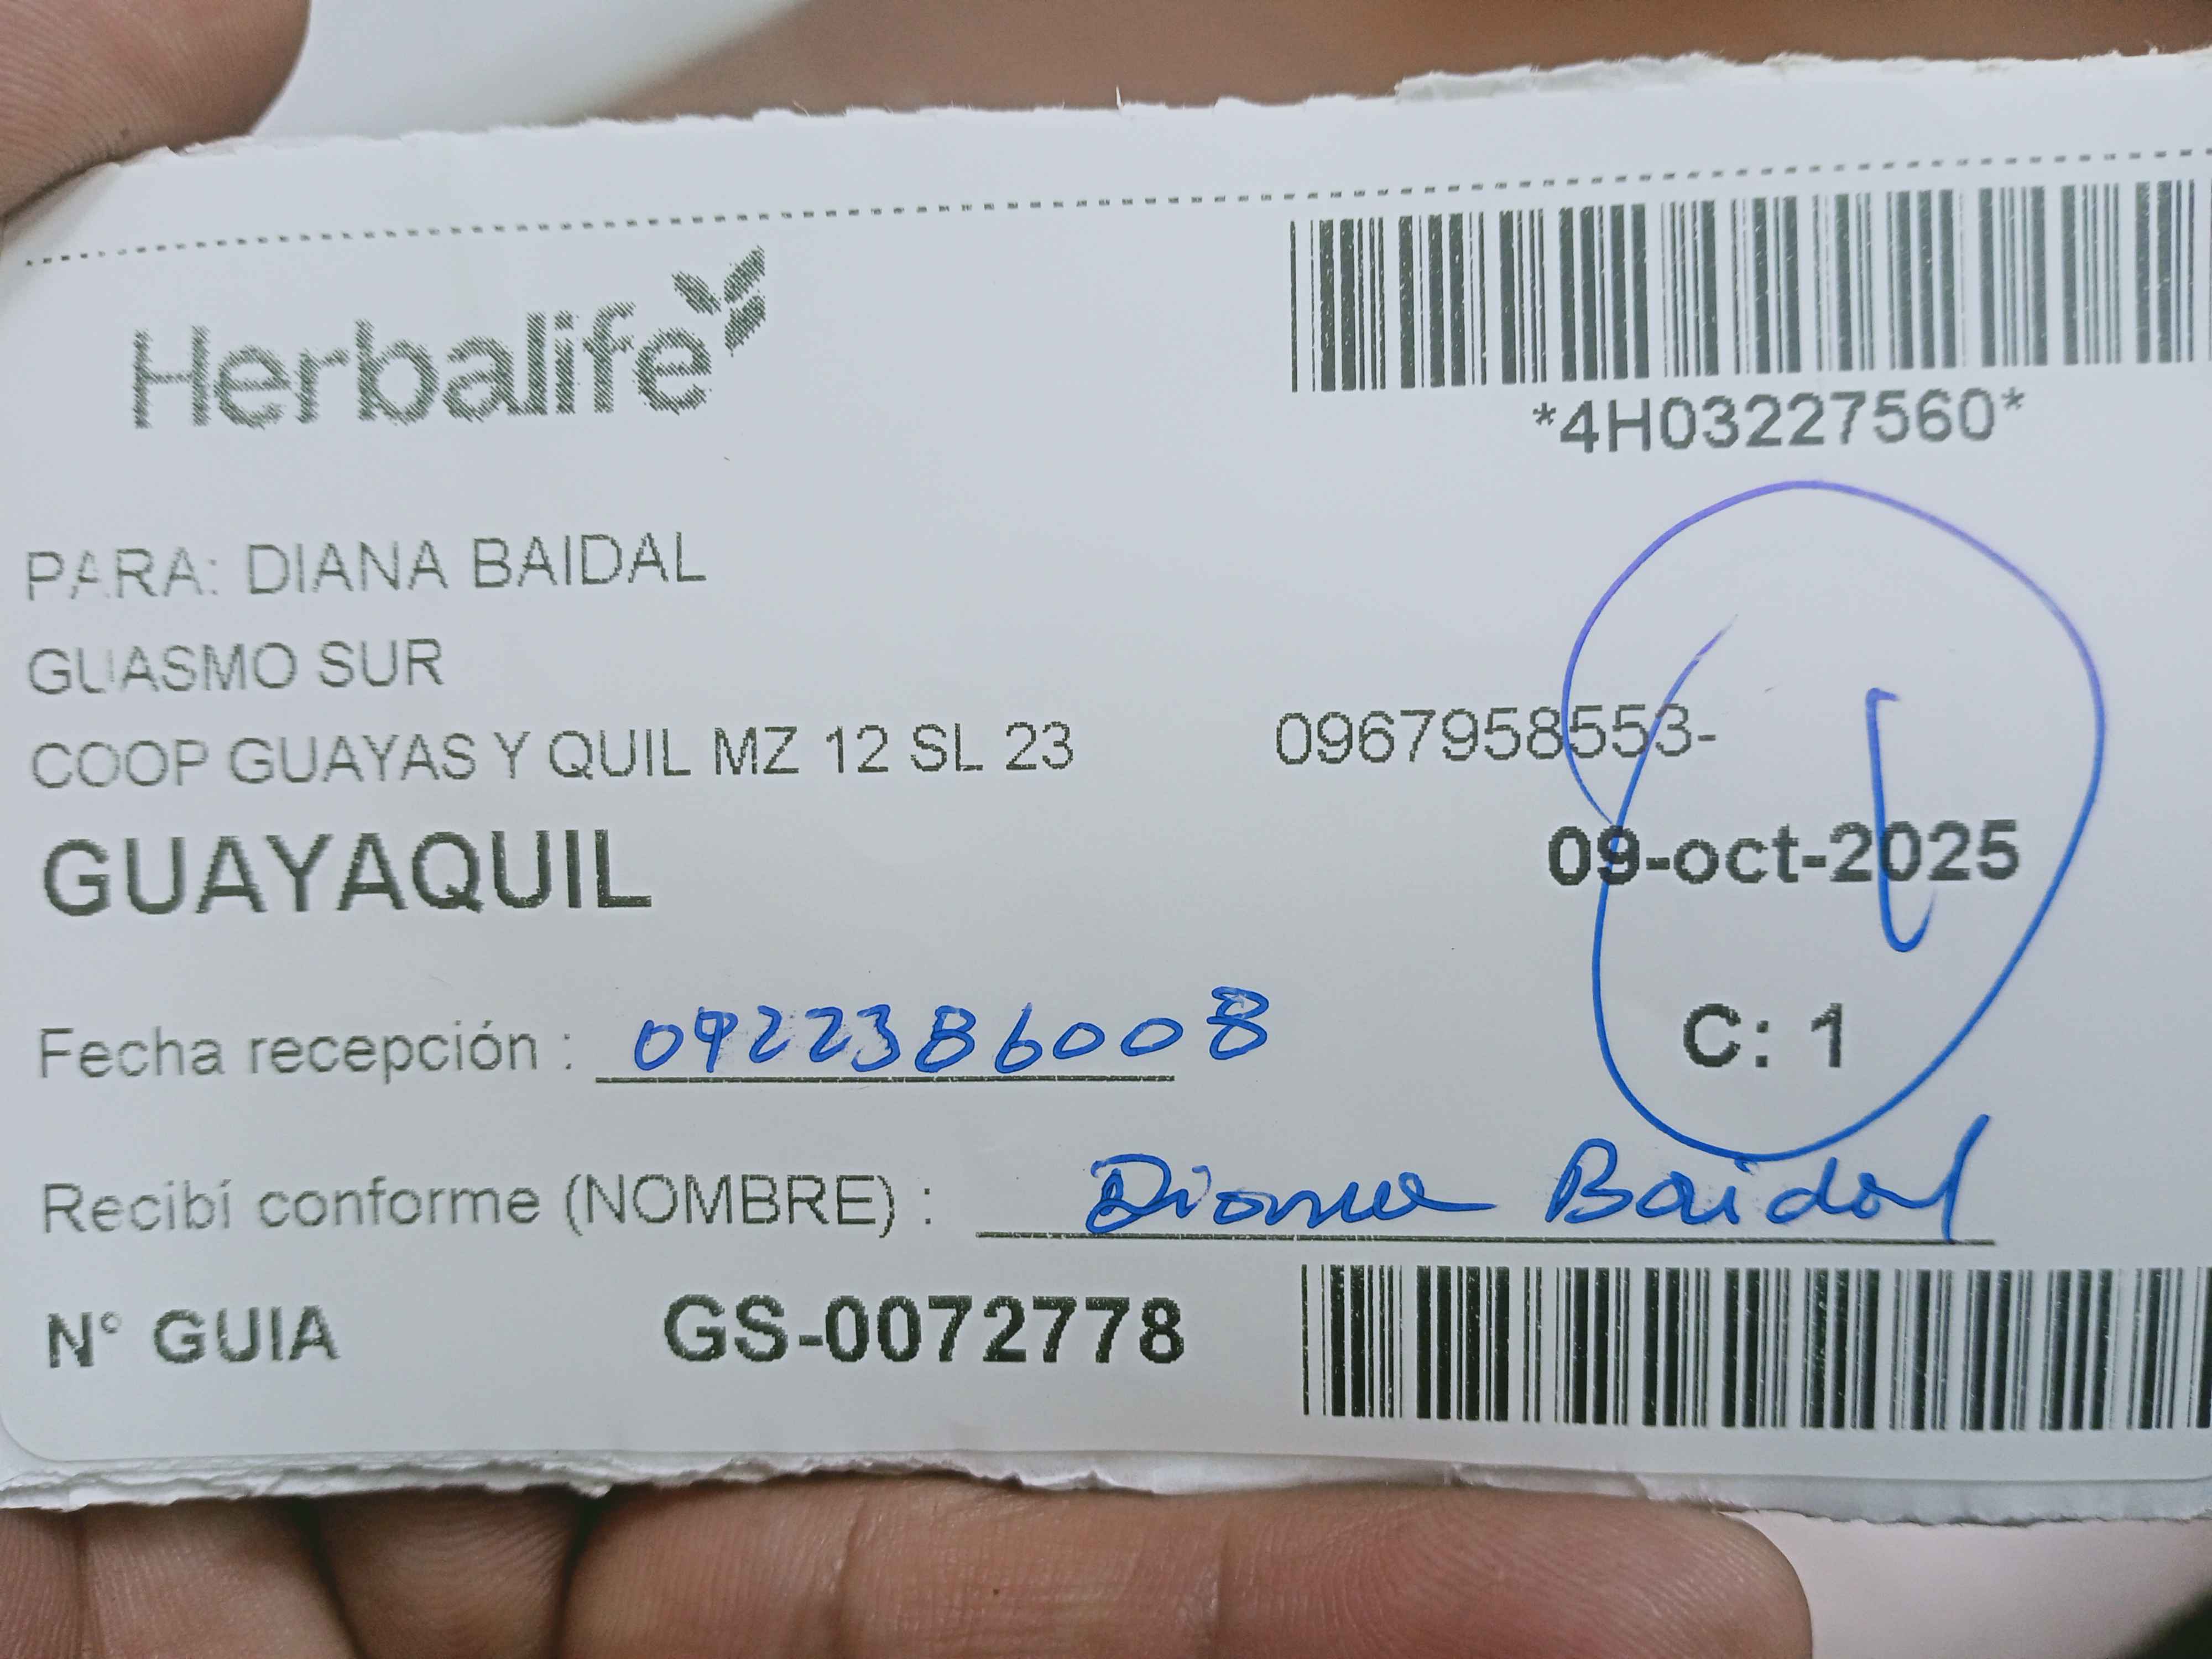 Herbalife
*4H03227560*
PARA: DIANA BAIDAL
GUASMO SUR
COOP GUAYAS Y QUIL MZ 12 SL 23 0967958553-
GUAYAQUIL 09-oct-2025
C: 1
Fecha recepción : 0922386008
Recibí conforme (NOMBRE) : Diana Baidal
N° GUIA GS-0072778